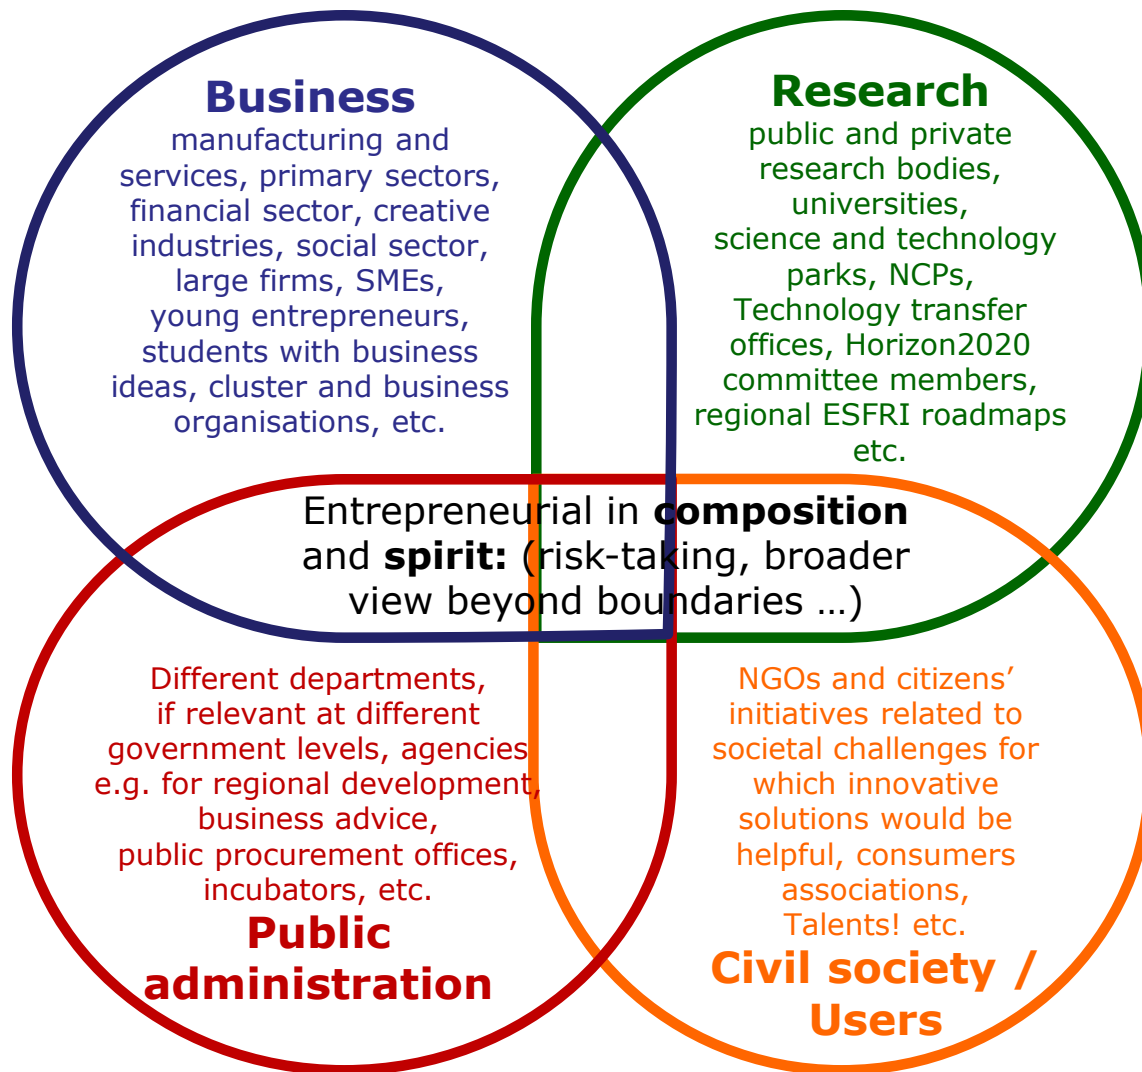 Business
manufacturing and
services, primary sectors,
financial sector, creative
industries, social sector,
large firms, SMEs,
young entrepreneurs,
students with business
ideas, cluster and business
organisations, etc.
Research
public and private
research bodies,
universities,
science and technology
parks, NCPs,
Technology transfer
offices, Horizon2020
committee members,
regional ESFRI roadmaps
etc.
Entrepreneurial in composition
and spirit: (risk-taking, broader
view beyond boundaries …)
Different departments,
if relevant at different
government levels, agencies
e.g. for regional development,
business advice,
public procurement offices,
incubators, etc.
Public
administration
NGOs and citizens’
initiatives related to
societal challenges for
which innovative
solutions would be
helpful, consumers
associations,
Talents! etc.
Civil society /
Users